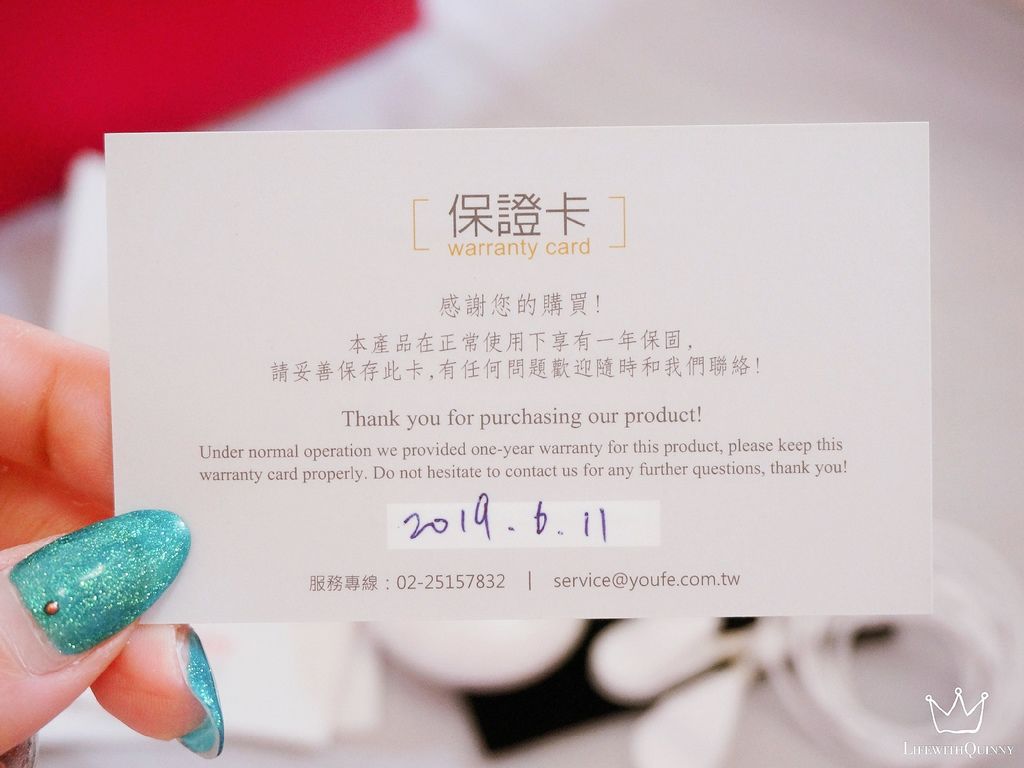 保證卡
warranty card
感謝您的購買!
本產品在正常使用下享有一年保固,
請妥善保存此卡,有任何問題歡迎隨時和我們聯絡!
Thank you for purchasing our product!
Under normal operation we provided one-year warranty for this product, please keep this
warranty card properly. Do not hesitate to contact us for any further questions, thank you!
2019.6.11
服務專線:02-25157832 | service@youfe.com.tw
LIFEWITHQUINNY